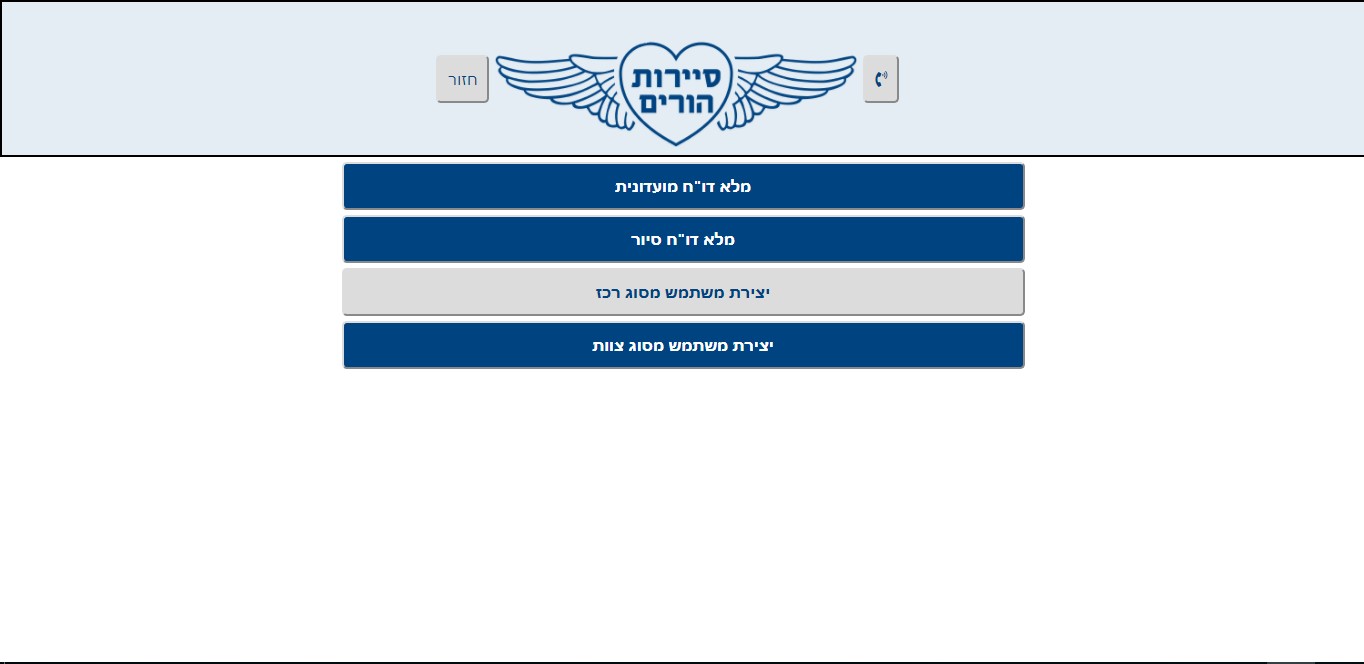 סיירות
הורים
חזור
מלא דו"ח מועדונית
מלא דו"ח סיור
יצירת משתמש מסוג רכז
יצירת משתמש מסוג צוות